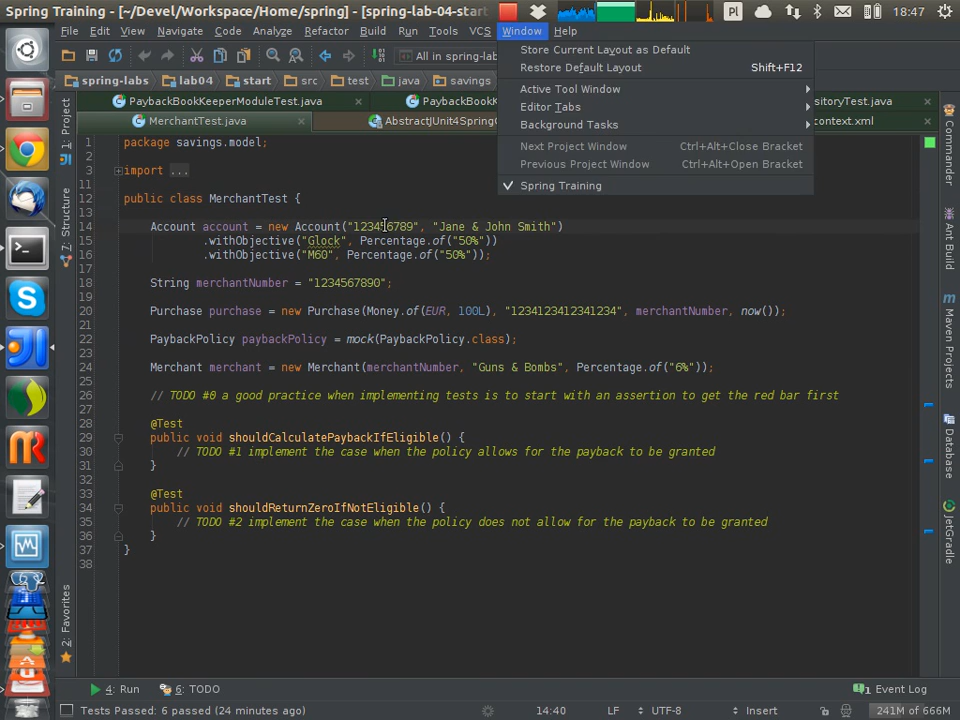 Spring Training - [~/Devel/Workspace/Home/spring] - [spring-lab-04-start
Pl
18:47
File Edit View Navigate Code Analyze Refactor Build Run Tools VCS Window Help
Store Current Layout as Default
Restore Default Layout Shift+F12
Active Tool Window
Editor Tabs
Background Tasks
Next Project Window Ctrl+Alt+Close Bracket
Previous Project Window Ctrl+Alt+Open Bracket
Spring Training
All in spring-lab
spring-labs lab04 start src test java savings
PaybackBookKeeperModuleTest.java
PaybackBookK
sitoryTest.java
MerchantTest.java
AbstractJUnit4SpringC
context.xml
1: Project
7: Structure
2: Favorites
Commander
Ant Build
Maven Projects
Database
JetGradle
1 package savings.model;
2
3 import ...
11
12 public class MerchantTest {
13
14 Account account = new Account("123456789", "Jane & John Smith")
15 .withObjective("Glock", Percentage.of("50%"))
16 .withObjective("M60", Percentage.of("50%"));
17
18 String merchantNumber = "1234567890";
19
20 Purchase purchase = new Purchase(Money.of(EUR, 100L), "1234123412341234", merchantNumber, now());
21
22 PaybackPolicy paybackPolicy = mock(PaybackPolicy.class);
23
24 Merchant merchant = new Merchant(merchantNumber, "Guns & Bombs", Percentage.of("6%"));
25
26 // TODO #0 a good practice when implementing tests is to start with an assertion to get the red bar first
27
28 @Test
29 public void shouldCalculatePaybackIfEligible() {
30 // TODO #1 implement the case when the policy allows for the payback to be granted
31 }
32
33 @Test
34 public void shouldReturnZeroIfNotEligible() {
35 // TODO #2 implement the case when the policy does not allow for the payback to be granted
36 }
37 }
38
4: Run 6: TODO
1 Event Log
Tests Passed: 6 passed (24 minutes ago)
14:40 LF UTF-8 Insert 241M of 666M